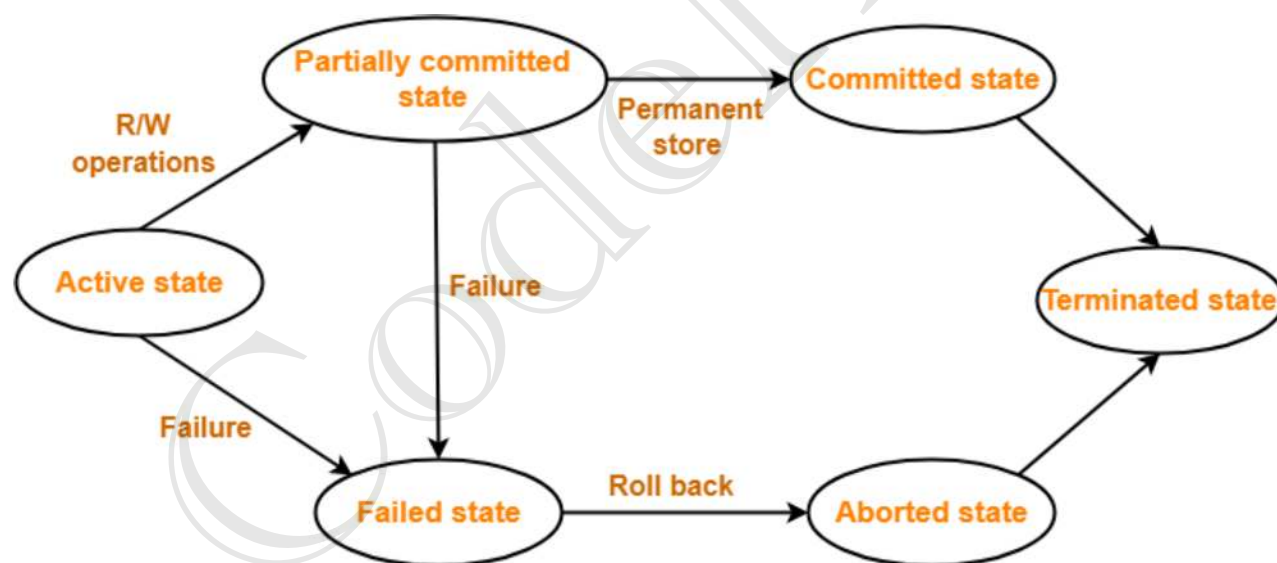 Partially committed
state
Committed state
R/W
operations
Permanent
store
Active state
Failure
Terminated state
Failure
Failed state
Roll back
Aborted state